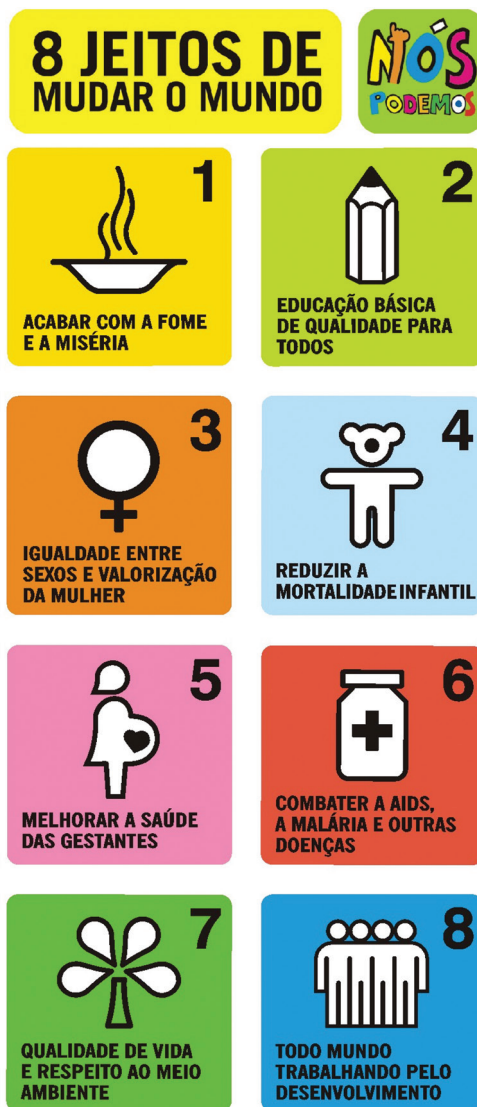 8 JEITOS DE
MUDAR O MUNDO
NÓS
PODEMOS
1
ACABAR COM A FOME
E A MISÉRIA
2
EDUCAÇÃO BÁSICA
DE QUALIDADE PARA
TODOS
3
IGUALDADE ENTRE
SEXOS E VALORIZAÇÃO
DA MULHER
4
REDUZIR A
MORTALIDADE INFANTIL
5
MELHORAR A SAÚDE
DAS GESTANTES
6
COMBATER A AIDS,
A MALÁRIA E OUTRAS
DOENÇAS
7
QUALIDADE DE VIDA
E RESPEITO AO MEIO
AMBIENTE
8
TODO MUNDO
TRABALHANDO PELO
DESENVOLVIMENTO